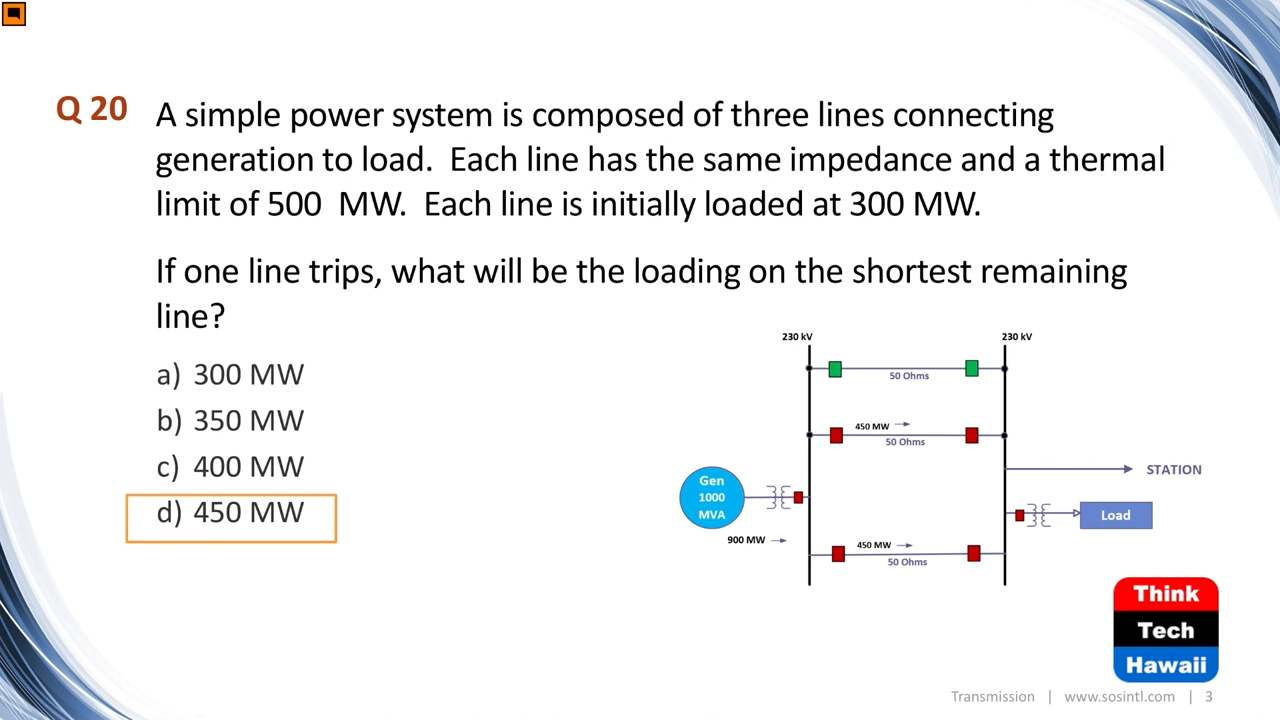 Q 20
A simple power system is composed of three lines connecting
generation to load. Each line has the same impedance and a thermal
limit of 500 MW. Each line is initially loaded at 300 MW.
If one line trips, what will be the loading on the shortest remaining
line?
a) 300 MW
b) 350 MW
c) 400 MW
d) 450 MW
230 kV
230 kV
50 Ohms
450 MW
50 Ohms
Gen
1000
MVA
900 MW
STATION
Load
450 MW
50 Ohms
Think
Tech
Hawaii
Transmission | www.sosintl.com | 3